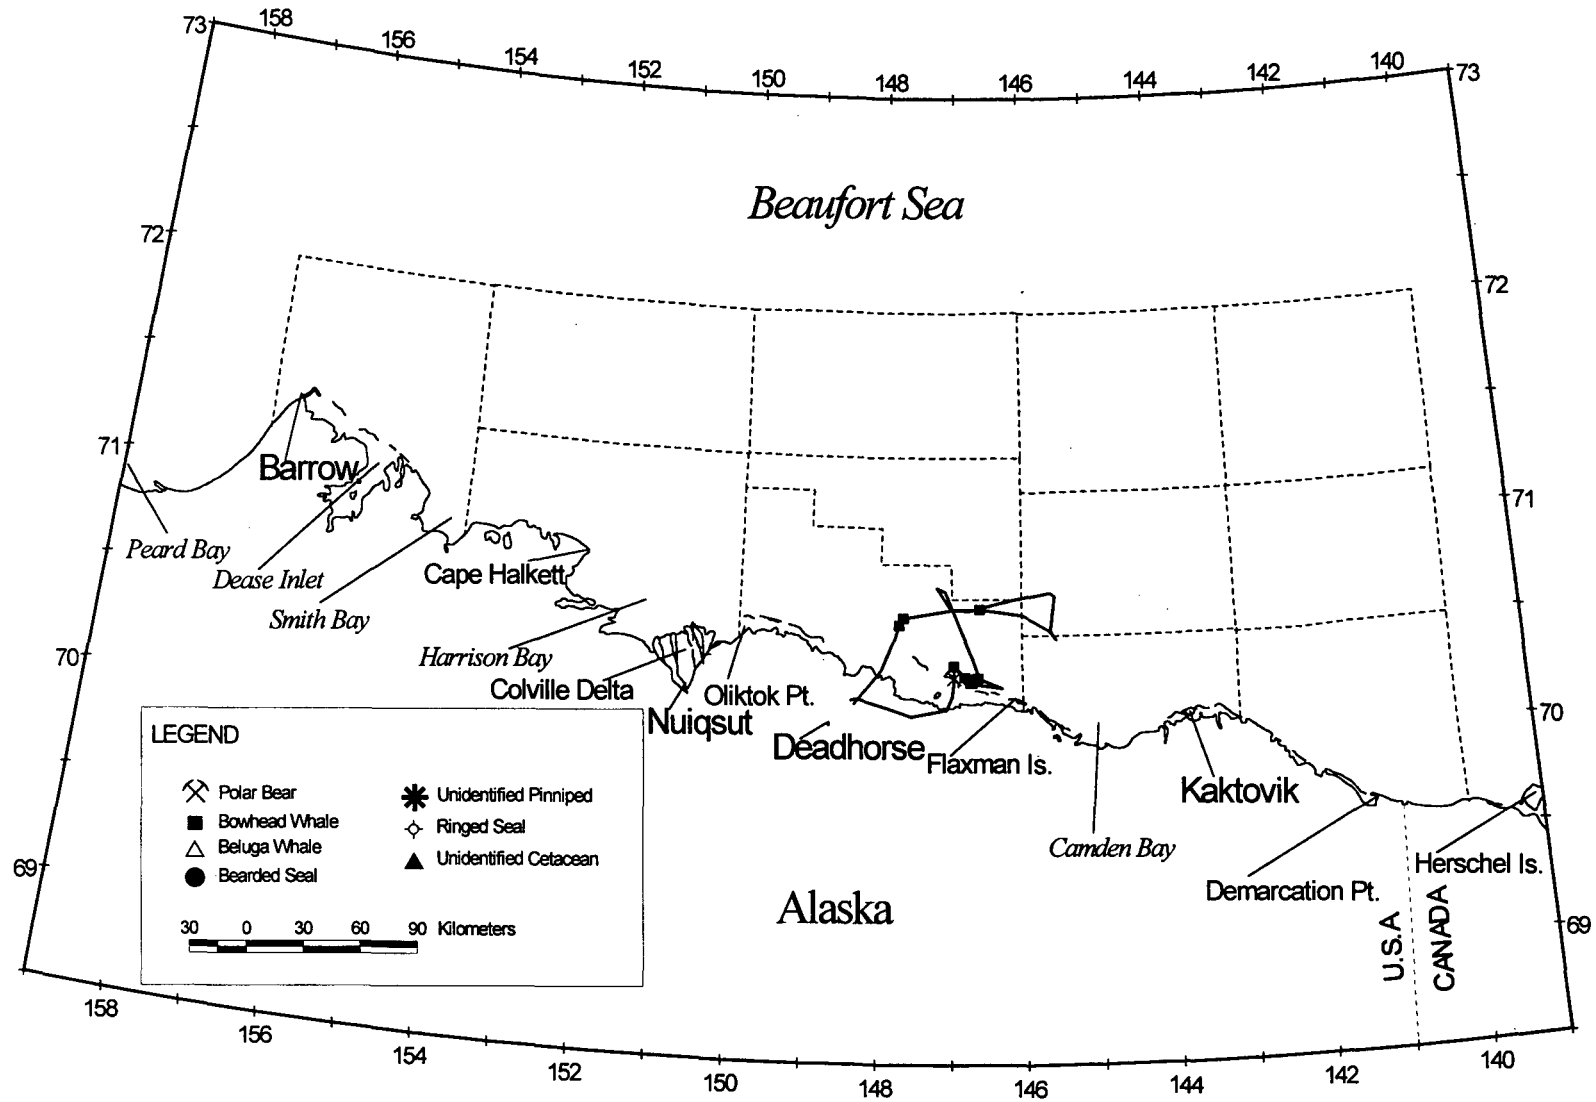 158
156
154
152
150
148
146
144
142
140
73
73
Beaufort Sea
72
72
71
71
Barrow
Peard Bay
Dease Inlet
Cape Halkett
Smith Bay
70
Harrison Bay
Colville Delta
Oliktok Pt.
70
Nuiqsut
Deadhorse
Flaxman Is.
Kaktovik
Camden Bay
Herschel Is.
Demarcation Pt.
LEGEND
Polar Bear
Bowhead Whale
Beluga Whale
Bearded Seal
Unidentified Pinniped
Ringed Seal
Unidentified Cetacean
30 0 30 60 90 Kilometers
Alaska
U.S.A
CANADA
69
69
158
156
154
152
150
148
146
144
142
140